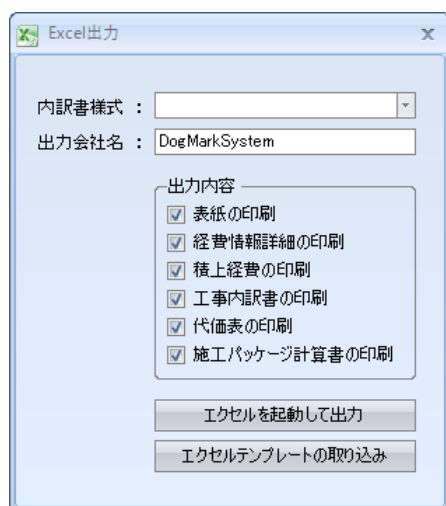 Excel出力
内訳書様式 :
出力会社名 : DogMarkSystem
出力内容
表紙の印刷
経費情報詳細の印刷
積上経費の印刷
工事内訳書の印刷
代価表の印刷
施工パッケージ計算書の印刷
エクセルを起動して出力
エクセルテンプレートの取り込み